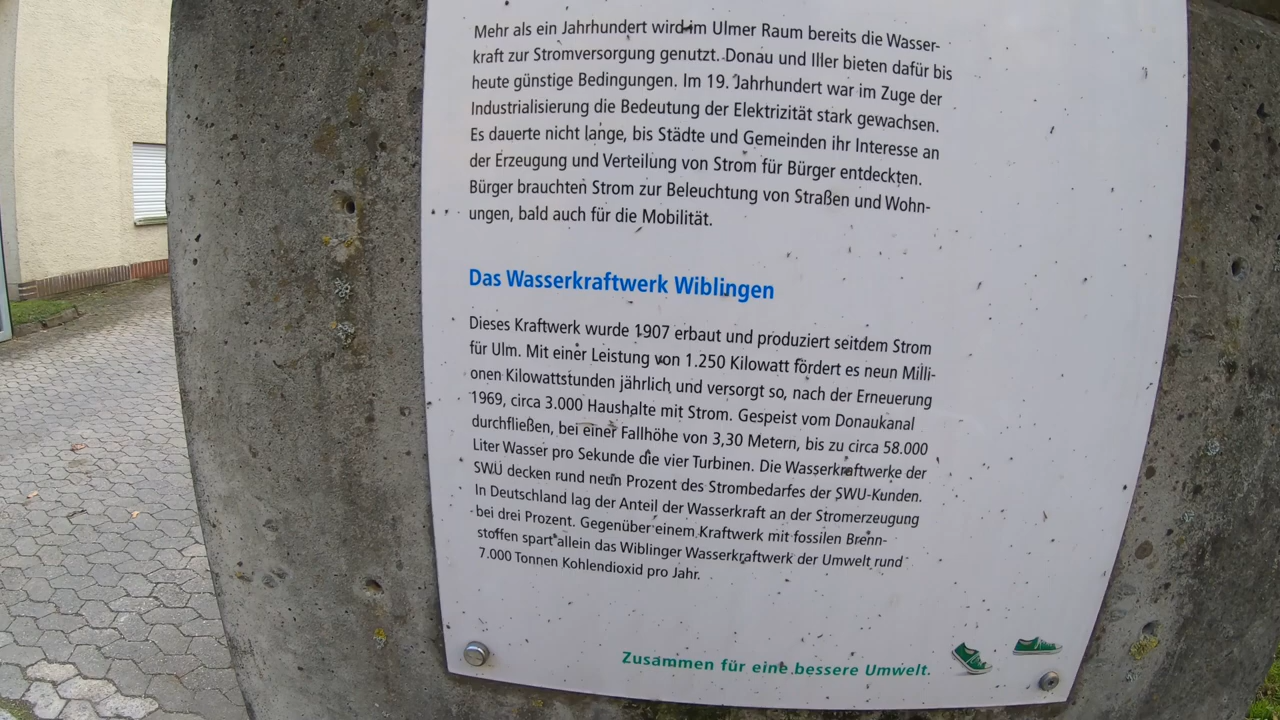 Mehr als ein Jahrhundert wird im Ulmer Raum bereits die Wasser-
kraft zur Stromversorgung genutzt. Donau und Iller bieten dafür bis
heute günstige Bedingungen. Im 19. Jahrhundert war im Zuge der
Industrialisierung die Bedeutung der Elektrizität stark gewachsen.
Es dauerte nicht lange, bis Städte und Gemeinden ihr Interesse an
der Erzeugung und Verteilung von Strom für Bürger entdeckten.
Bürger brauchten Strom zur Beleuchtung von Straßen und Wohn-
ungen, bald auch für die Mobilität.
Das Wasserkraftwerk Wiblingen
Dieses Kraftwerk wurde 1907 erbaut und produziert seitdem Strom
für Ulm. Mit einer Leistung von 1.250 Kilowatt fördert es neun Milli-
onen Kilowattstunden jährlich und versorgt so, nach der Erneuerung
1969, circa 3.000 Haushalte mit Strom. Gespeist vom Donaukanal
durchfließen, bei einer Fallhöhe von 3,30 Metern, bis zu circa 58.000
Liter Wasser pro Sekunde die vier Turbinen. Die Wasserkraftwerke der
SWU decken rund neun Prozent des Strombedarfes der SWU-Kunden.
In Deutschland lag der Anteil der Wasserkraft an der Stromerzeugung
bei drei Prozent. Gegenüber einem Kraftwerk mit fossilen Brenn-
stoffen spart allein das Wiblinger Wasserkraftwerk der Umwelt rund
7.000 Tonnen Kohlendioxid pro Jahr.
Zusammen für eine bessere Umwelt.